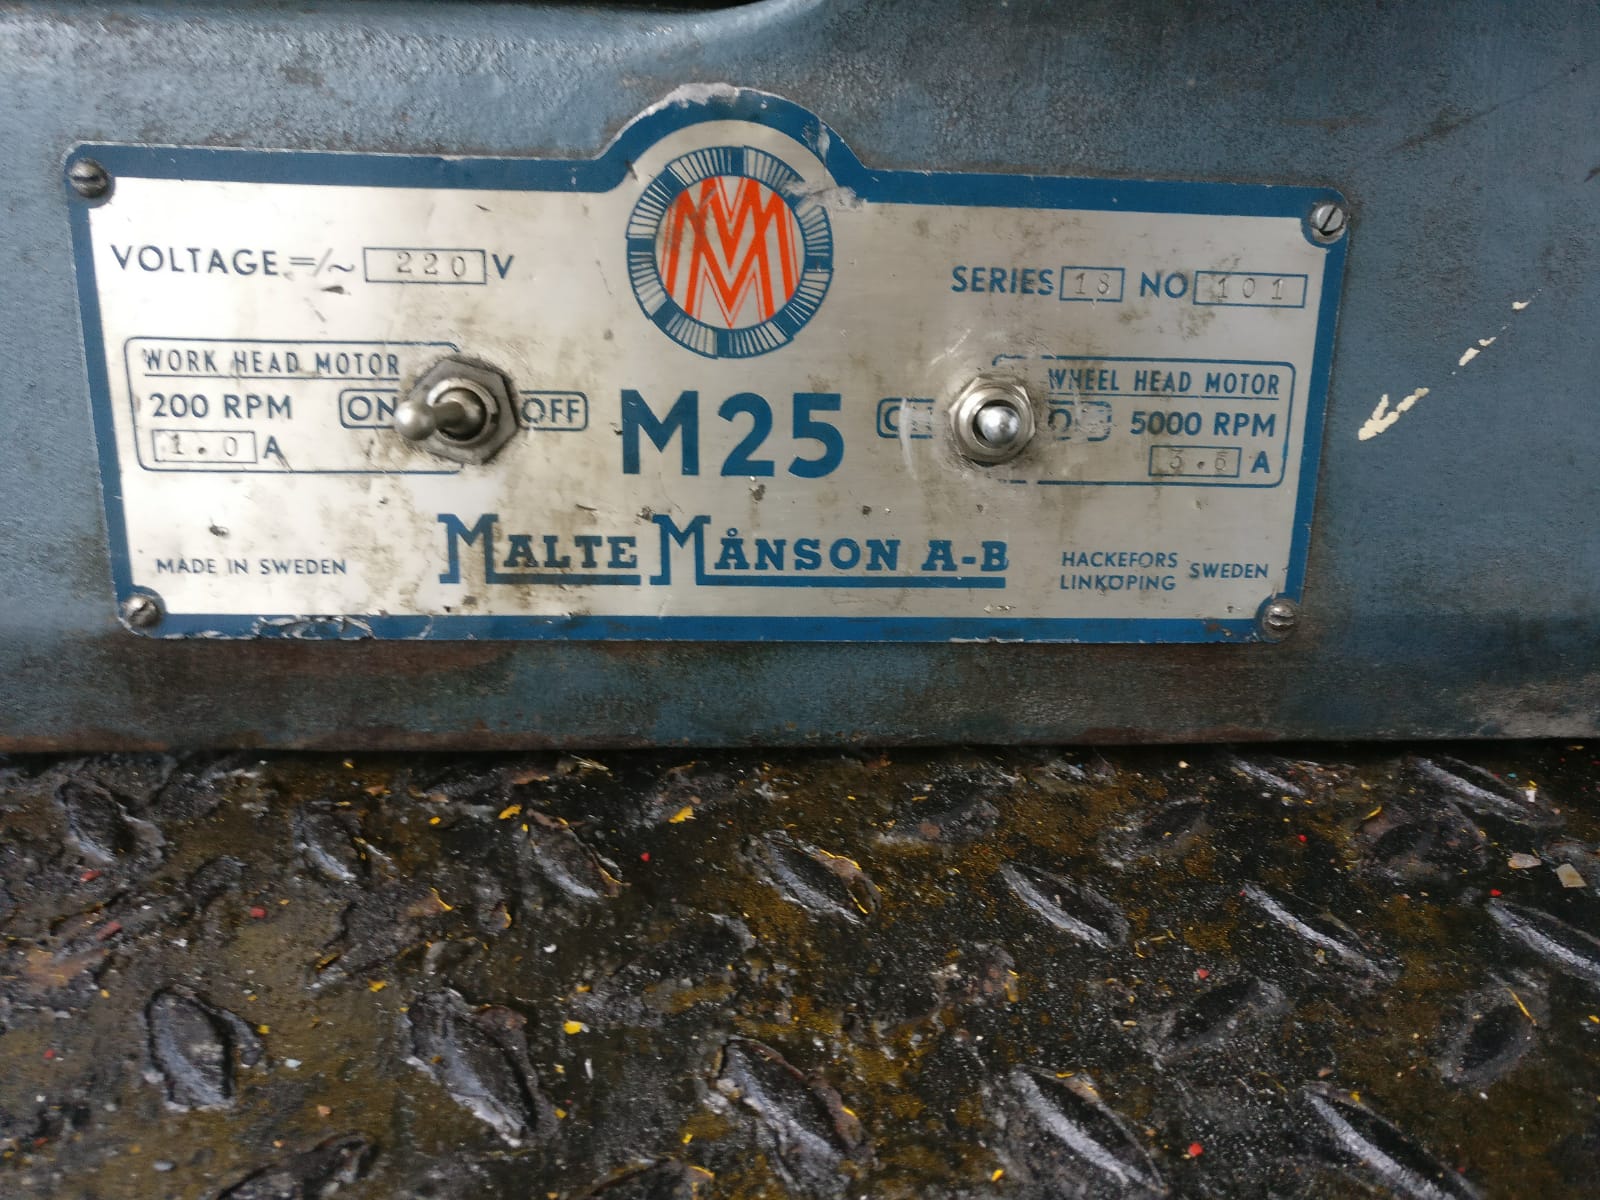 VOLTAGE =/~ 220 V
SERIES 18 NO 101
WORK HEAD MOTOR
200 RPM ON OFF
1.0 A
M25
WHEEL HEAD MOTOR
5000 RPM
A
MALTE MÅNSON A-B
MADE IN SWEDEN
HACKEFORS
LINKÖPING SWEDEN